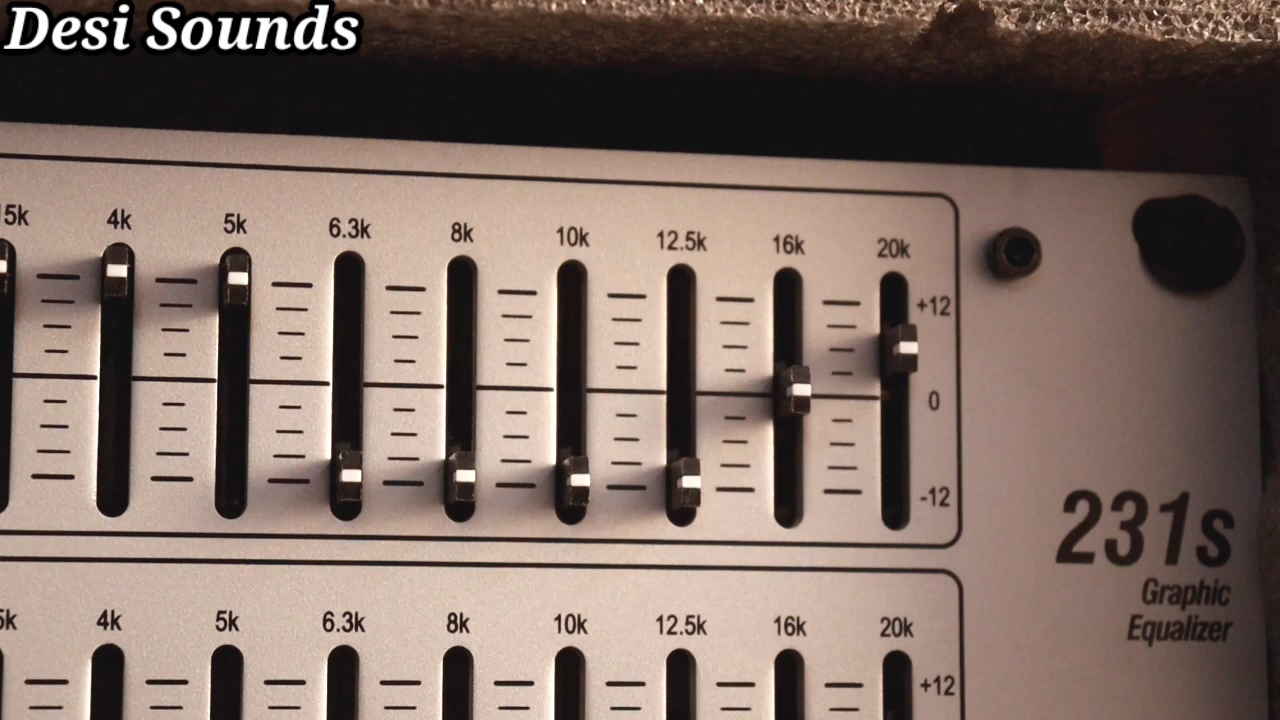 Desi Sounds
4k 5k 6.3k 8k 10k 12.5k 16k 20k
+12
0
-12
231s
Graphic
Equalizer
4k 5k 6.3k 8k 10k 12.5k 16k 20k
+12